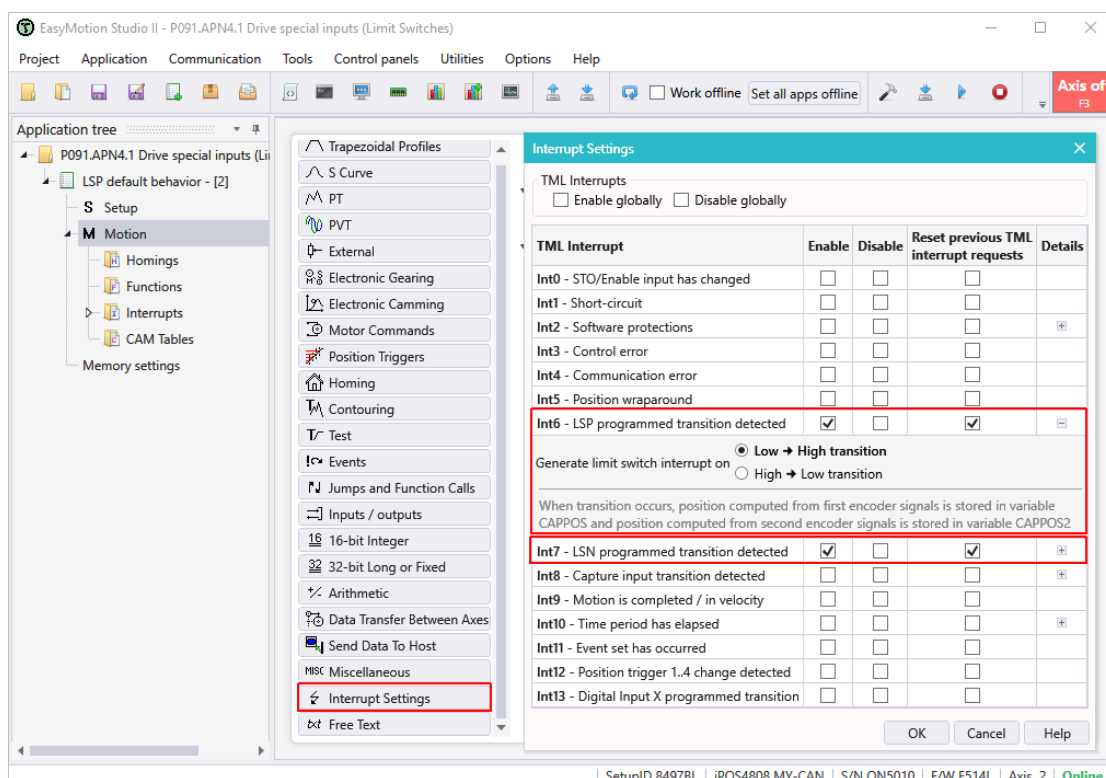 EasyMotion Studio II - P091.APN4.1 Drive special inputs (Limit Switches)
Project Application Communication Tools Control panels Utilities Options Help
Work offline Set all apps offline Axis of
F3
Application tree
P091.APN4.1 Drive special inputs (Li
LSP default behavior - [2]
S Setup
M Motion
H Homings
F Functions
I Interrupts
C CAM Tables
Memory settings
Trapezoidal Profiles
S Curve
PT
PVT
External
Electronic Gearing
Electronic Camming
Motor Commands
Position Triggers
Homing
Contouring
Test
Events
Jumps and Function Calls
Inputs / outputs
16 16-bit Integer
32 32-bit Long or Fixed
Arithmetic
Data Transfer Between Axes
Send Data To Host
MISC Miscellaneous
Interrupt Settings
txt Free Text
Interrupt Settings
TML Interrupts
Enable globally Disable globally
TML Interrupt Enable Disable Reset previous TML interrupt requests Details
Int0 - STO/Enable input has changed
Int1 - Short-circuit
Int2 - Software protections
Int3 - Control error
Int4 - Communication error
Int5 - Position wraparound
Int6 - LSP programmed transition detected
Generate limit switch interrupt on
Low → High transition
High → Low transition
When transition occurs, position computed from first encoder signals is stored in variable
CAPPOS and position computed from second encoder signals is stored in variable CAPPOS2
Int7 - LSN programmed transition detected
Int8 - Capture input transition detected
Int9 - Motion is completed / in velocity
Int10 - Time period has elapsed
Int11 - Event set has occurred
Int12 - Position trigger 1..4 change detected
Int13 - Digital Input X programmed transition
OK Cancel Help
SetupID 8497BL iPOS4808 MY-CAN S/N ON5010 F/W F514L Axis 2 Online